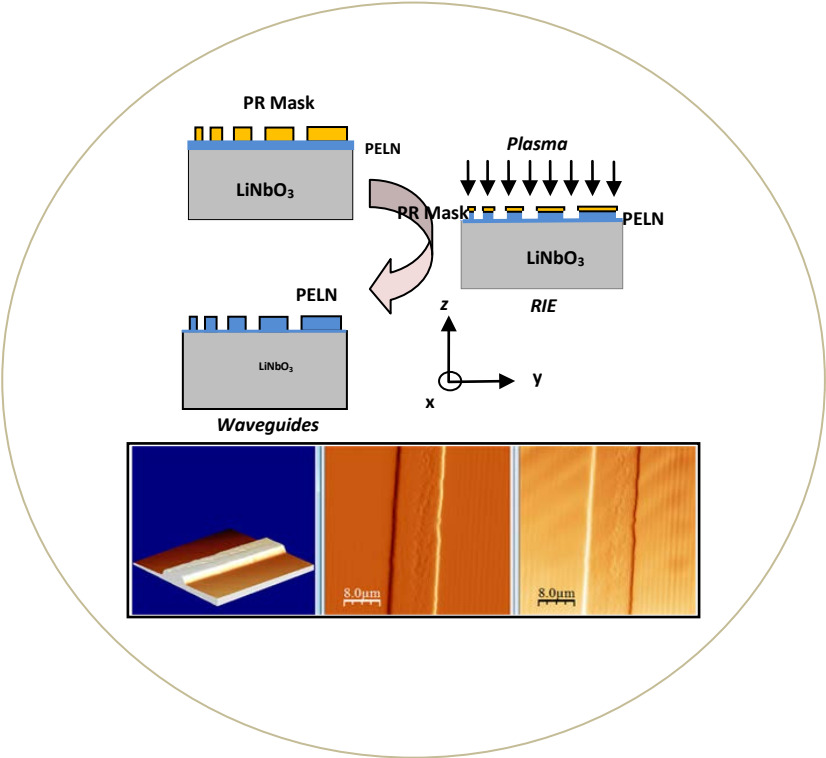 PR Mask
PELN
LiNbO₃
Plasma
PR Mask
PELN
LiNbO₃
RIE
PELN
LiNbO₃
Waveguides
z
y
x
8.0µm
8.0µm